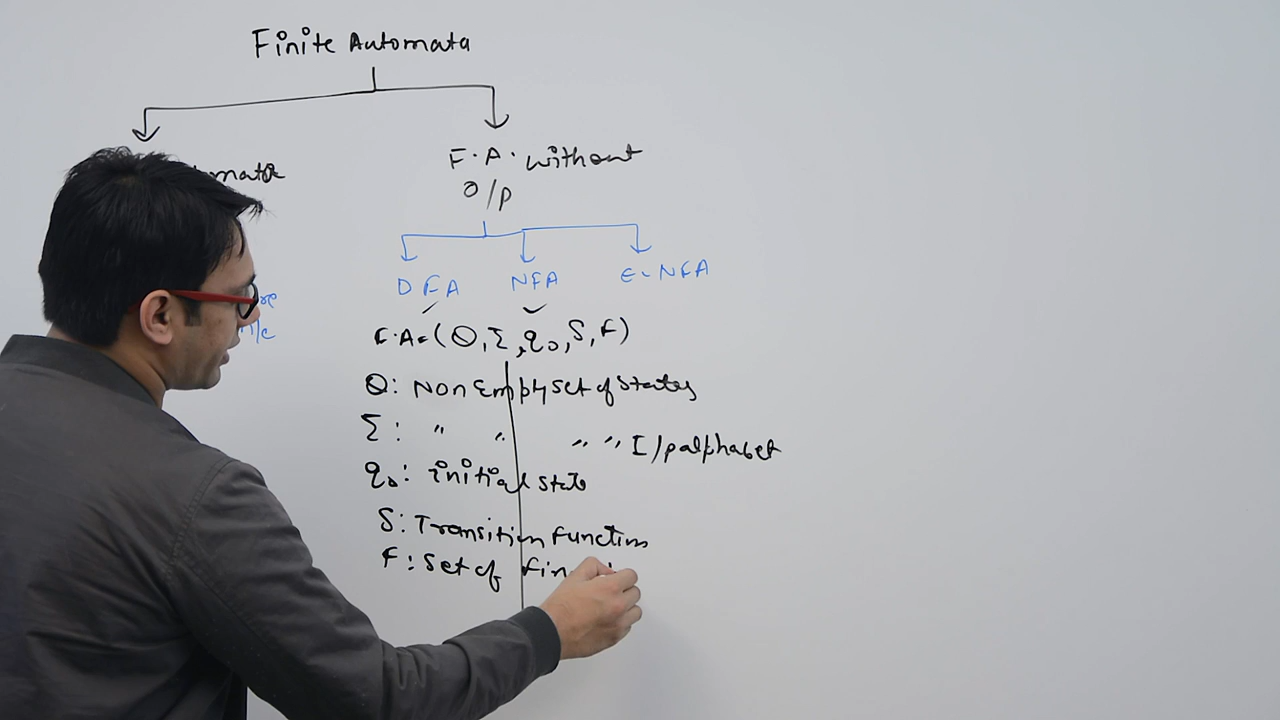 Finite Automata
F.A. without
O/p
DFA NFA E-NFA
F.A=(Q,Σ,q0,δ,F)
Q: Non Empty set of states
Σ: " " " " I/p alphabet
q0: initial state
δ: Transition Function
F: Set of